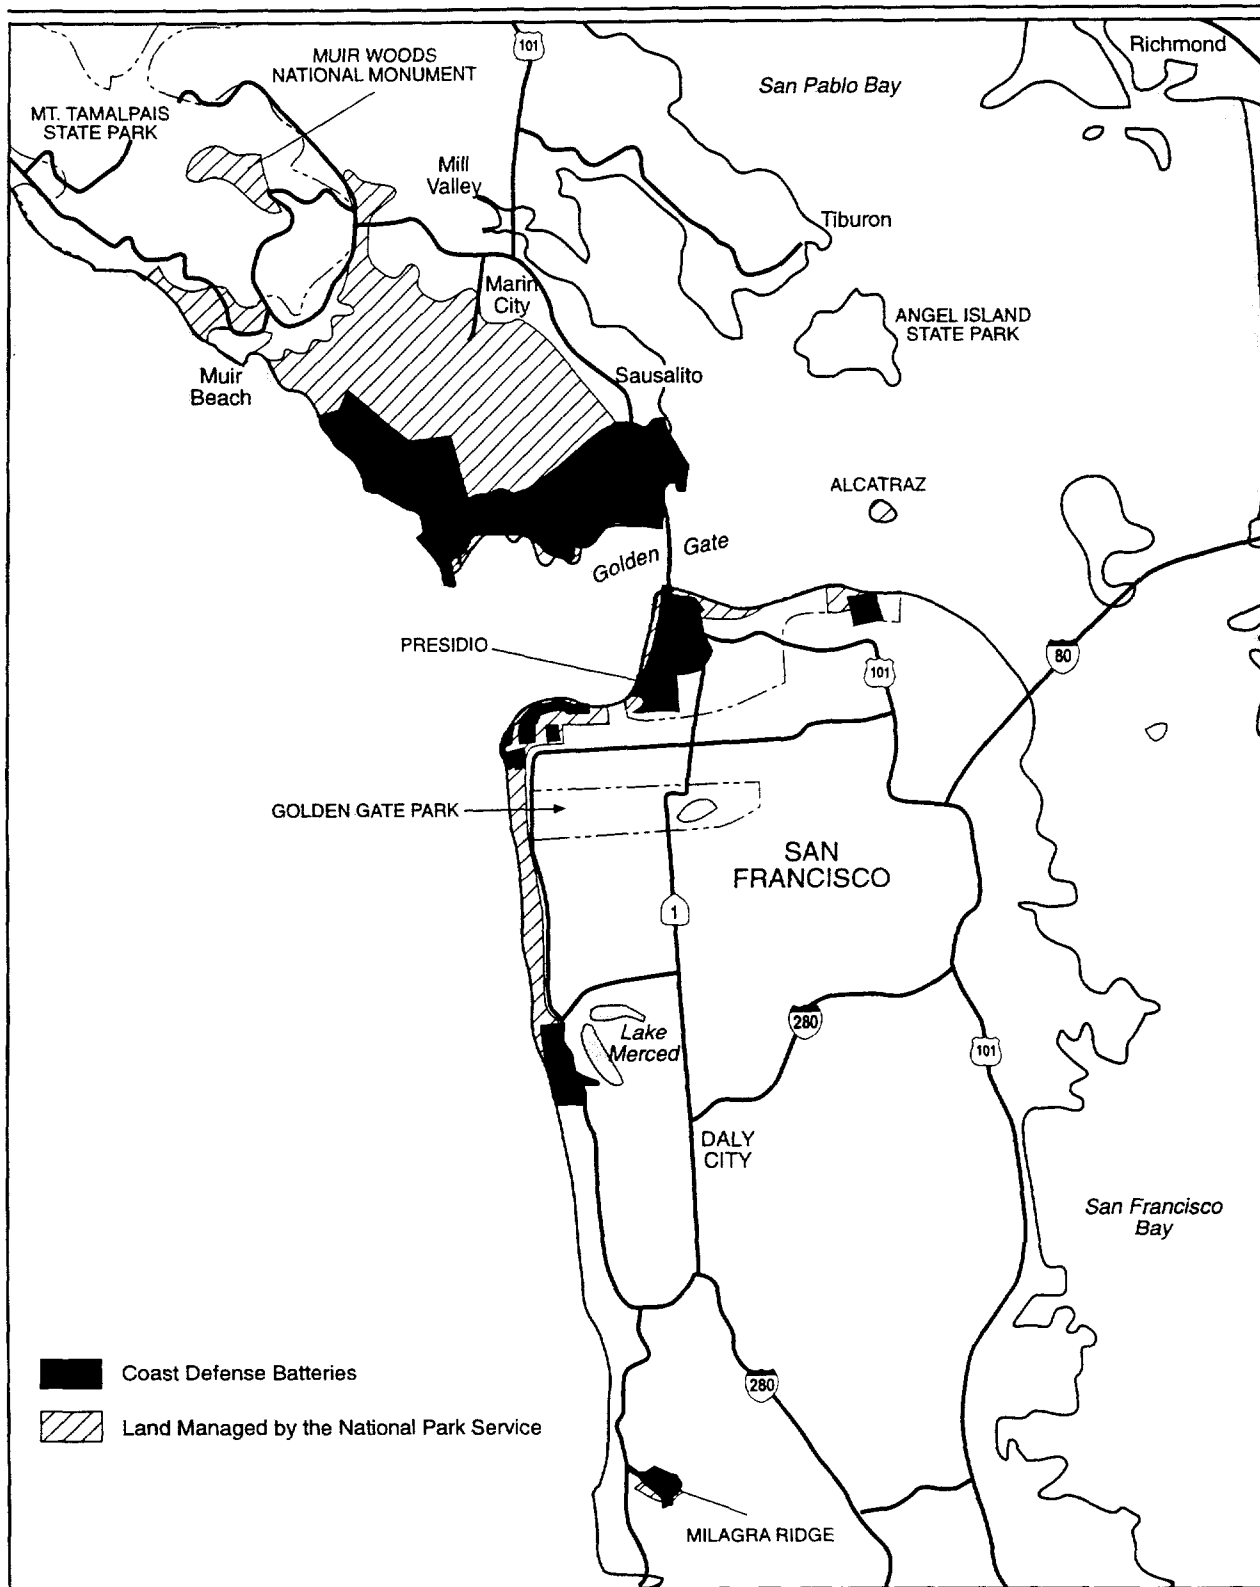 101
Richmond
MUIR WOODS
NATIONAL MONUMENT
San Pablo Bay
MT. TAMALPAIS
STATE PARK
Mill
Valley
Tiburon
Marin
City
ANGEL ISLAND
STATE PARK
Muir
Beach
Sausalito
ALCATRAZ
Golden Gate
PRESIDIO
80
101
GOLDEN GATE PARK
SAN
FRANCISCO
1
280
Lake
Merced
101
DALY
CITY
San Francisco
Bay
Coast Defense Batteries
280
Land Managed by the National Park Service
MILAGRA RIDGE